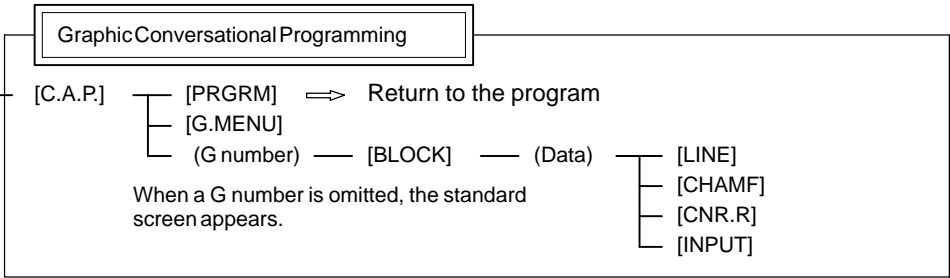 Graphic Conversational Programming
[C.A.P.] [PRGRM] Return to the program
[G.MENU]
(G number) [BLOCK] (Data) [LINE]
When a G number is omitted, the standard
screen appears.
[CHAMF]
[CNR.R]
[INPUT]